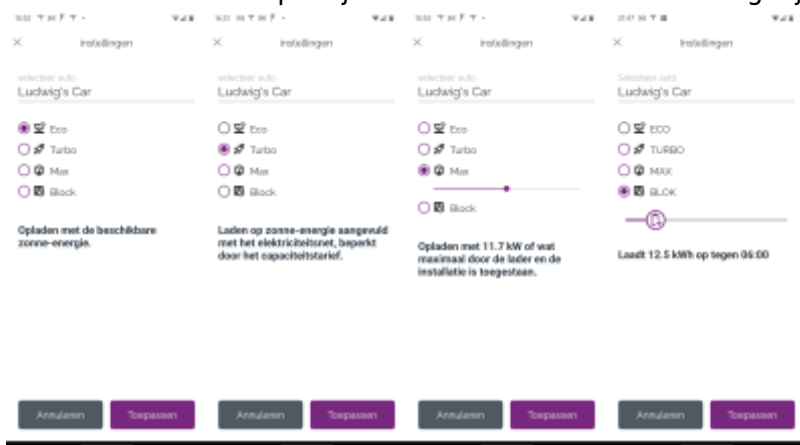 Instellingen
selecteer auto
Ludwig's Car
Eco
Turbo
Max
Block
Opladen met de beschikbare
zonne-energie.
Annuleren
Toepassen
Instellingen
selecteer auto
Ludwig's Car
Eco
Turbo
Max
Block
Laden op zonne-energie aangevuld
met het elektriciteitsnet, beperkt
door het capaciteitstarief.
Annuleren
Toepassen
Instellingen
selecteer auto
Ludwig's Car
Eco
Turbo
Max
Block
Opladen met 11.7 kW of wat
maximaal door de lader en de
installatie is toegestaan.
Annuleren
Toepassen
Instellingen
Selecteer auto
Ludwig's Car
ECO
TURBO
MAX
BLOK
Laadt 12.5 kWh op tegen 06:00
Annuleren
Toepassen